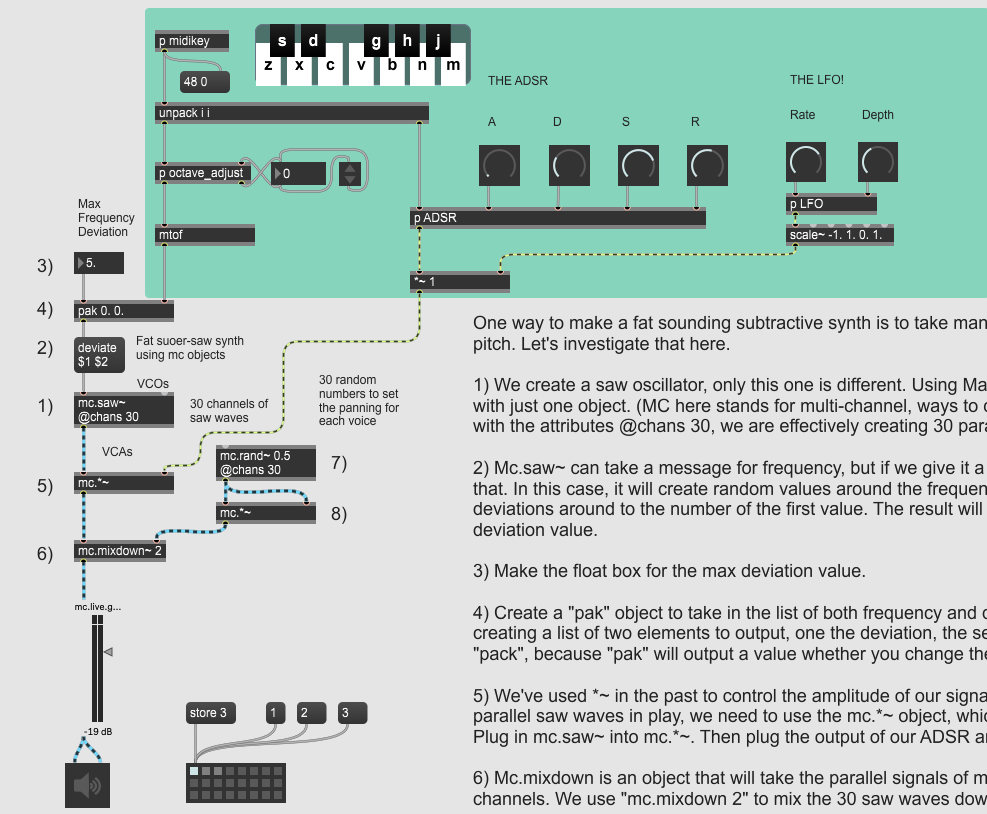 p midikey
s d g h j
z x c v b n m
48 0
THE ADSR
THE LFO!
unpack i i
A D S R
Rate Depth
p octave_adjust
0
Max
Frequency
Deviation
p LFO
p ADSR
mtof
scale~ -1. 1. 0. 1.
3)
5.
*~ 1
4)
pak 0. 0.
2)
deviate
$1 $2
Fat suoer-saw synth
using mc objects
VCOs
1)
mc.saw~
@chans 30
30 channels of
saw waves
30 random
numbers to set
the panning for
each voice
VCAs
mc.rand~ 0.5
@chans 30
7)
5)
mc.*~
mc.*~
8)
6)
mc.mixdown~ 2
mc.live.g...
-19 dB
store 3
1
2
3
One way to make a fat sounding subtractive synth is to take man
pitch. Let's investigate that here.
1) We create a saw oscillator, only this one is different. Using Ma
with just one object. (MC here stands for multi-channel, ways to
with the attributes @chans 30, we are effectively creating 30 para
2) Mc.saw~ can take a message for frequency, but if we give it a
that. In this case, it will create random values around the frequen
deviations around to the number of the first value. The result will
deviation value.
3) Make the float box for the max deviation value.
4) Create a "pak" object to take in the list of both frequency and
creating a list of two elements to output, one the deviation, the se
"pack", because "pak" will output a value whether you change the
5) We've used *~ in the past to control the amplitude of our signa
parallel saw waves in play, we need to use the mc.*~ object, whic
Plug in mc.saw~ into mc.*~. Then plug the output of our ADSR an
6) Mc.mixdown is an object that will take the parallel signals of m
channels. We use "mc.mixdown 2" to mix the 30 saw waves dow